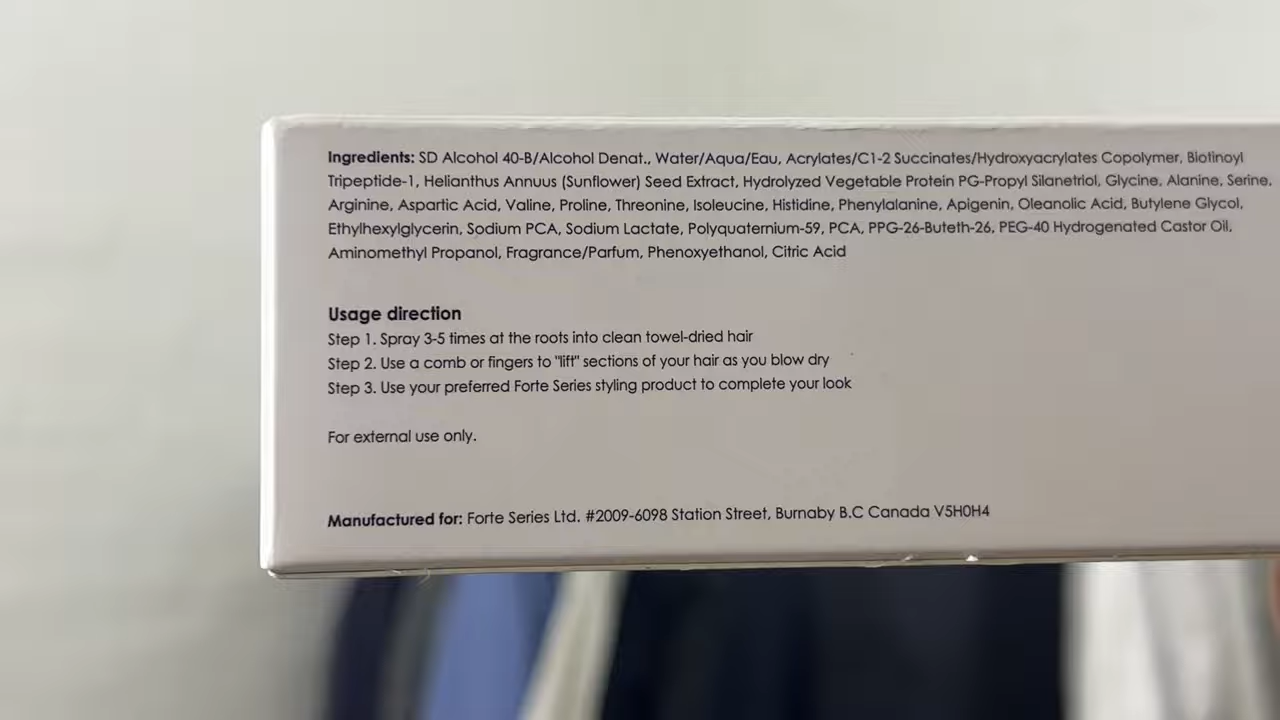 Ingredients: SD Alcohol 40-B/Alcohol Denat., Water/Aqua/Eau, Acrylates/C1-2 Succinates/Hydroxyacrylates Copolymer, Biotinoyl
Tripeptide-1, Helianthus Annuus (Sunflower) Seed Extract, Hydrolyzed Vegetable Protein PG-Propyl Silanetriol, Glycine, Alanine, Serine,
Arginine, Aspartic Acid, Valine, Proline, Threonine, Isoleucine, Histidine, Phenylalanine, Apigenin, Oleanolic Acid, Butylene Glycol,
Ethylhexylglycerin, Sodium PCA, Sodium Lactate, Polyquaternium-59, PCA, PPG-26-Buteth-26, PEG-40 Hydrogenated Castor Oil,
Aminomethyl Propanol, Fragrance/Parfum, Phenoxyethanol, Citric Acid
Usage direction
Step 1. Spray 3-5 times at the roots into clean towel-dried hair
Step 2. Use a comb or fingers to "lift" sections of your hair as you blow dry
Step 3. Use your preferred Forte Series styling product to complete your look
For external use only.
Manufactured for: Forte Series Ltd. #2009-6098 Station Street, Burnaby B.C Canada V5H0H4